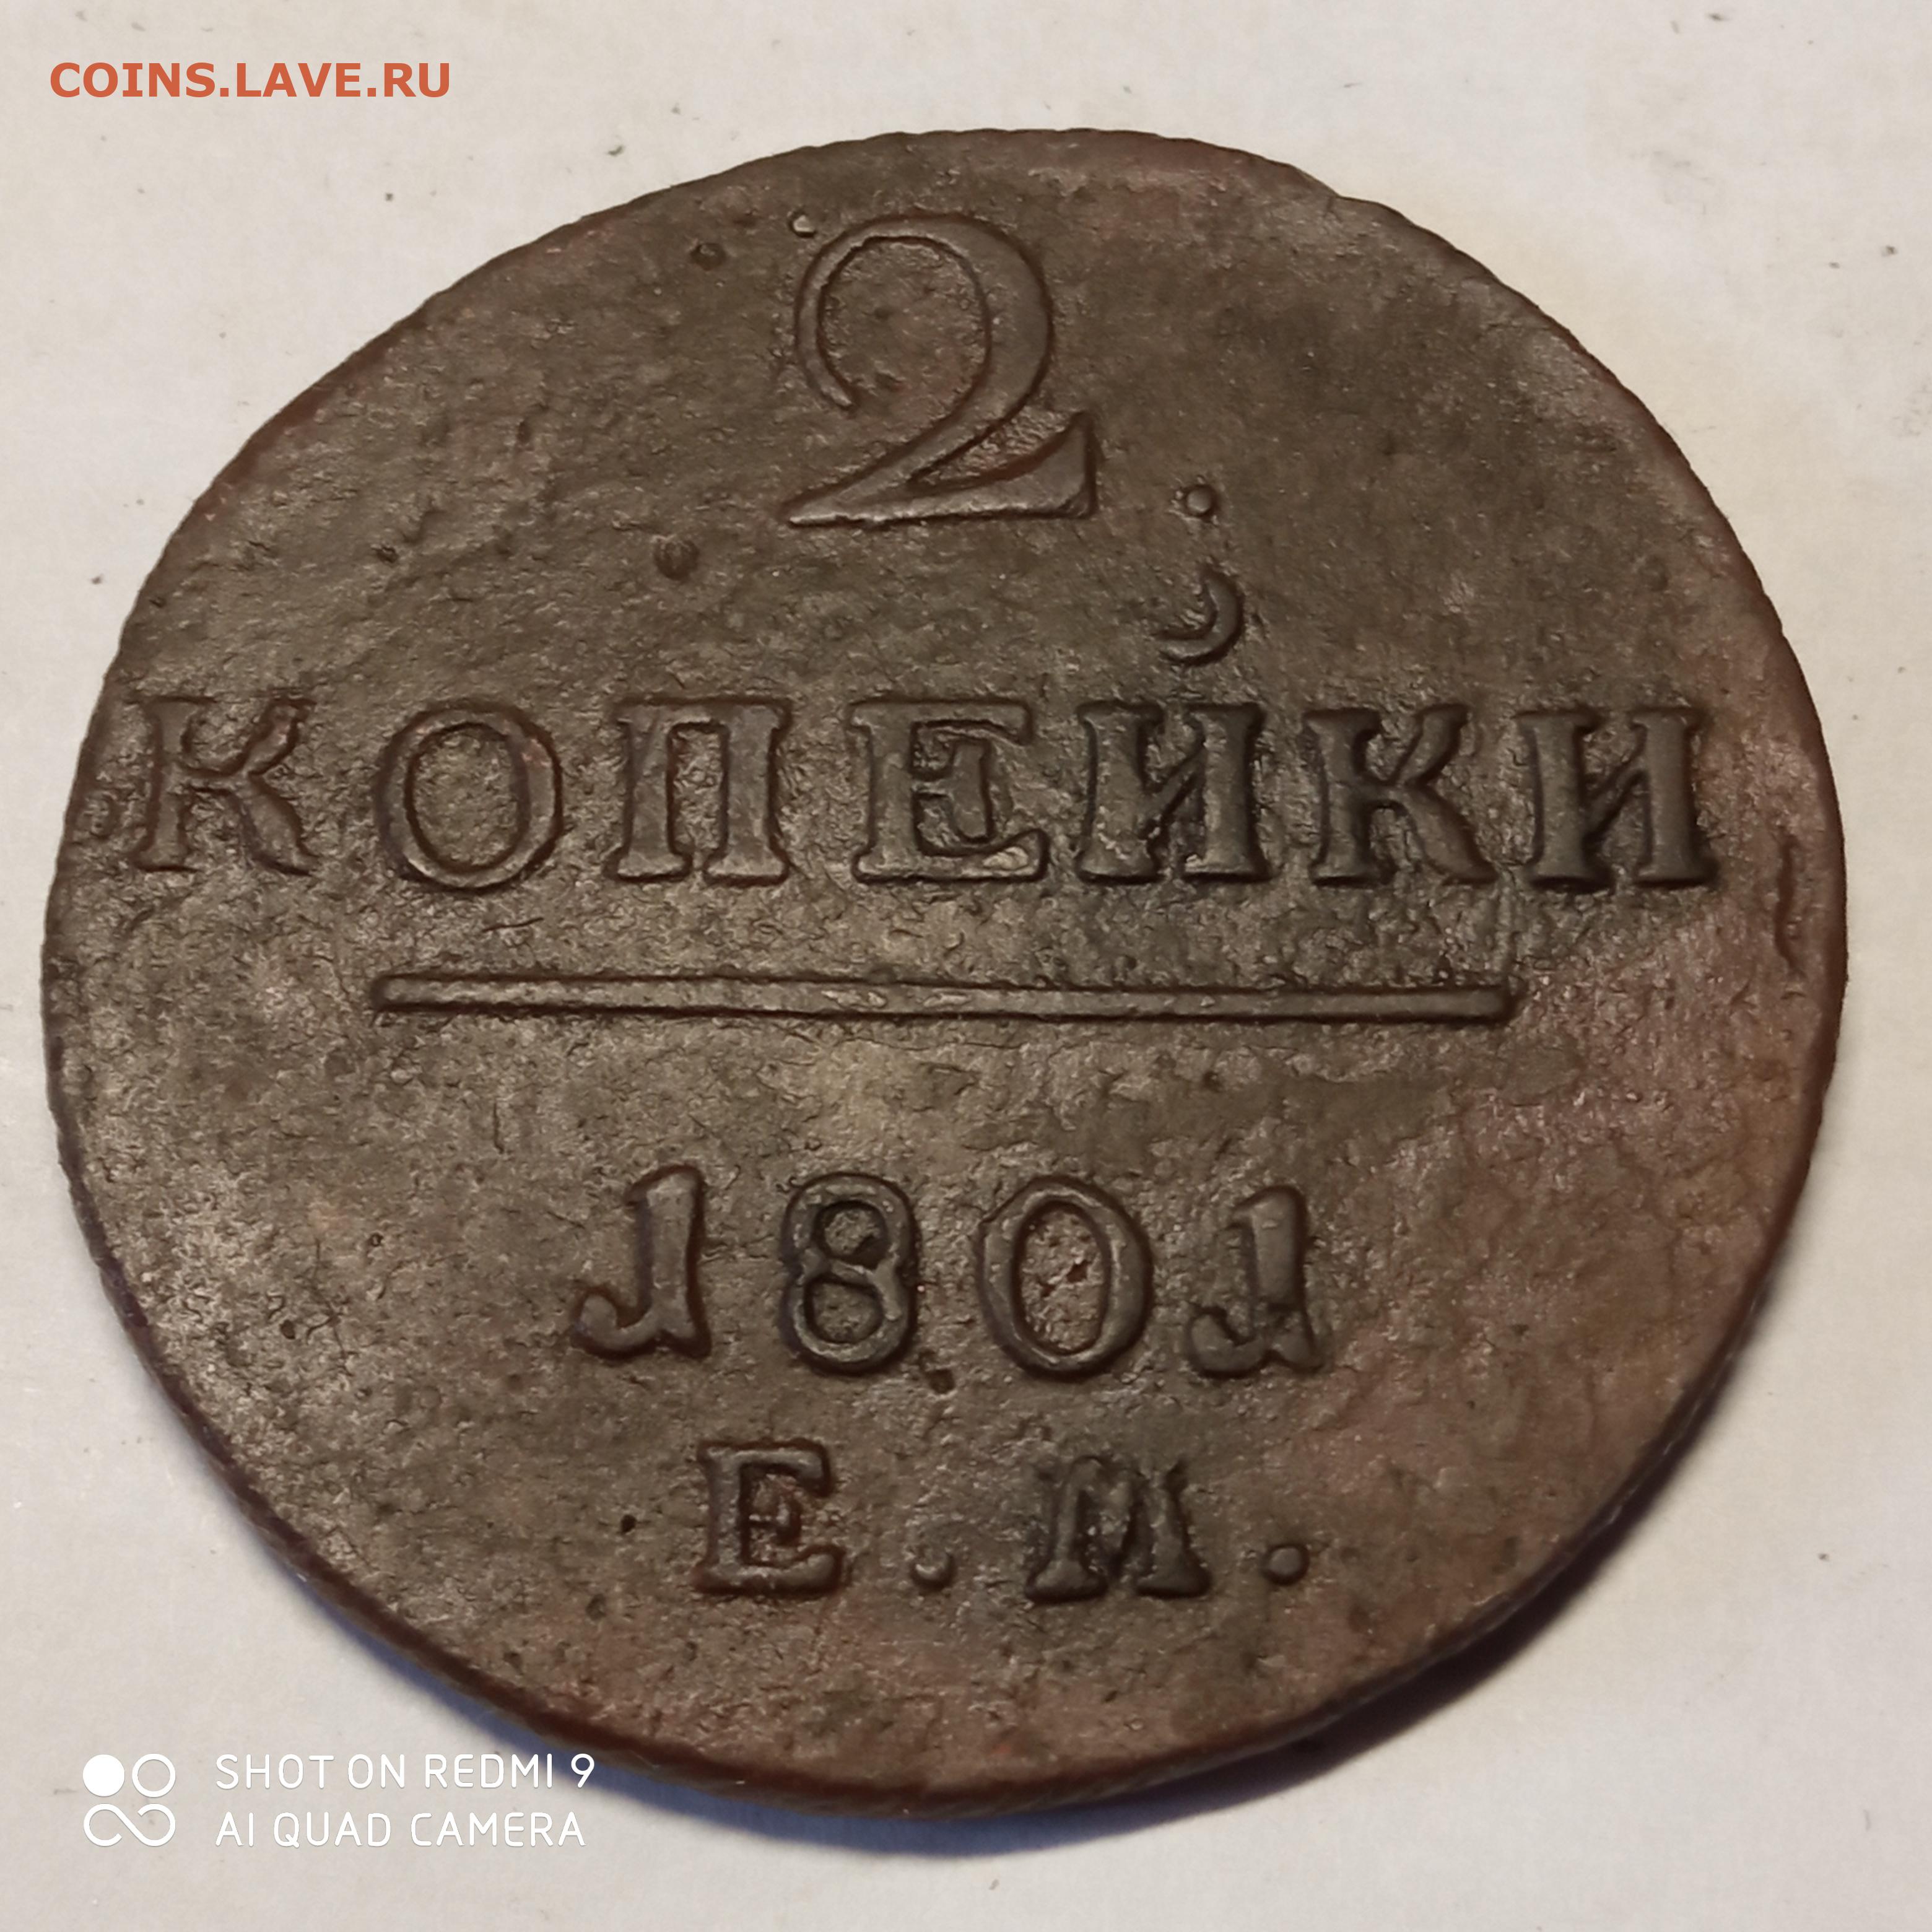 COINS.LAVE.RU
2.
КОПЕЙКИ
1801
Е.М.
SHOT ON REDMI 9
AI QUAD CAMERA